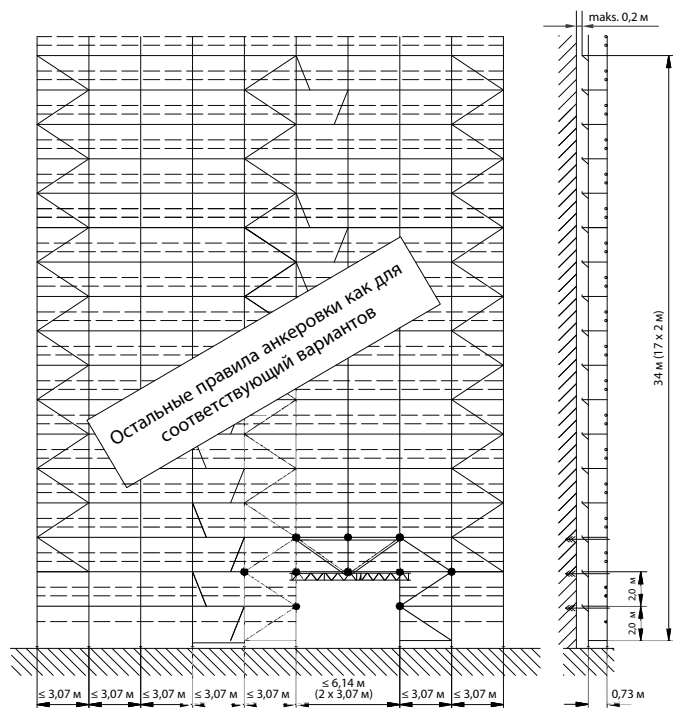 maks. 0,2 м
Остальные правила анкеровки как для
соответствующий вариантов
34 м (17 x 2 м)
2,0 м
2,0 м
≤ 3,07 м
≤ 3,07 м
≤ 3,07 м
≤ 3,07 м
≤ 3,07 м
≤ 6,14 м
(2 x 3,07 м)
≤ 3,07 м
≤ 3,07 м
0,73 м